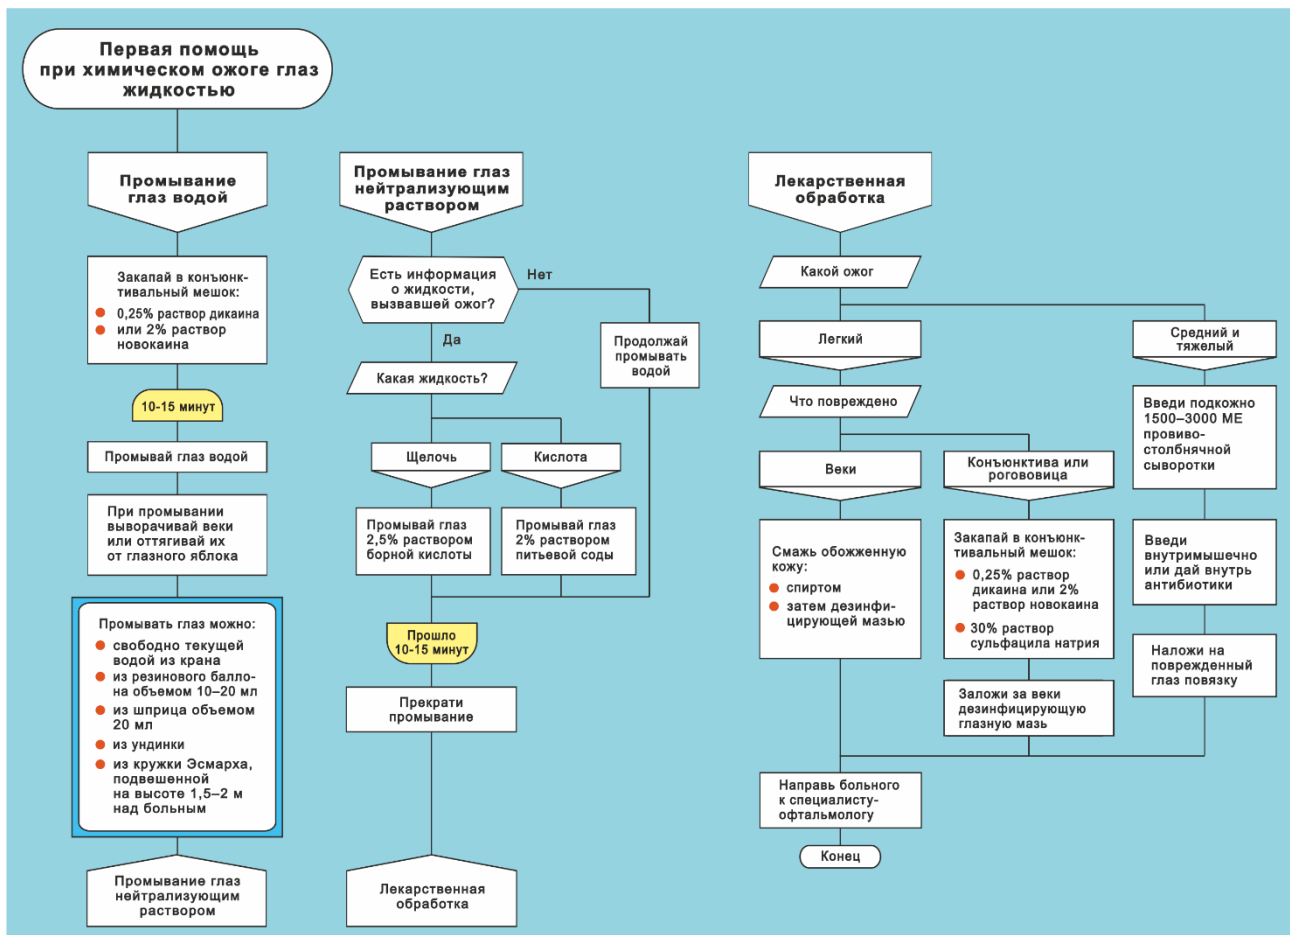 Первая помощь
при химическом ожоге глаз
жидкостью
Промывание
глаз водой
Закапай в конъюнк-
тивальный мешок:
0,25% раствор дикаина
или 2% раствор
новокаина
10-15 минут
Промывай глаз водой
При промывании
выворачивай веки
или оттягивай их
от глазного яблока
Промывать глаз можно:
свободно текущей
водой из крана
из резинового балло-
на объемом 10–20 мл
из шприца объемом
20 мл
из ундинки
из кружки Эсмарха,
подвешенной
на высоте 1,5–2 м
над больным
Промывание глаз
нейтрализующим
раствором
Промывание глаз
нейтрализующим
раствором
Есть информация
о жидкости,
вызвавшей ожог?
Нет
Да
Продолжай
промывать
водой
Какая жидкость?
Щелочь
Кислота
Промывай глаз
2,5% раствором
борной кислоты
Промывай глаз
2% раствором
питьевой соды
Прошло
10-15 минут
Прекрати
промывание
Лекарственная
обработка
Лекарственная
обработка
Какой ожог
Легкий
Средний и
тяжелый
Что повреждено
Веки
Конъюнктива или
рогововица
Смажь обожженную
кожу:
спиртом
затем дезинфи-
цирующей мазью
Закапай в конъюнк-
тивальный мешок:
0,25% раствор
дикаина или 2%
раствор новокаина
30% раствор
сульфацила натрия
Заложи за веки
дезинфицирующую
глазную мазь
Введи подкожно
1500–3000 МЕ
провиво-
столбнячной
сыворотки
Введи
внутримышечно
или дай внутрь
антибиотики
Наложи на
поврежденный
глаз повязку
Направь больного
к специалисту-
офтальмологу
Конец